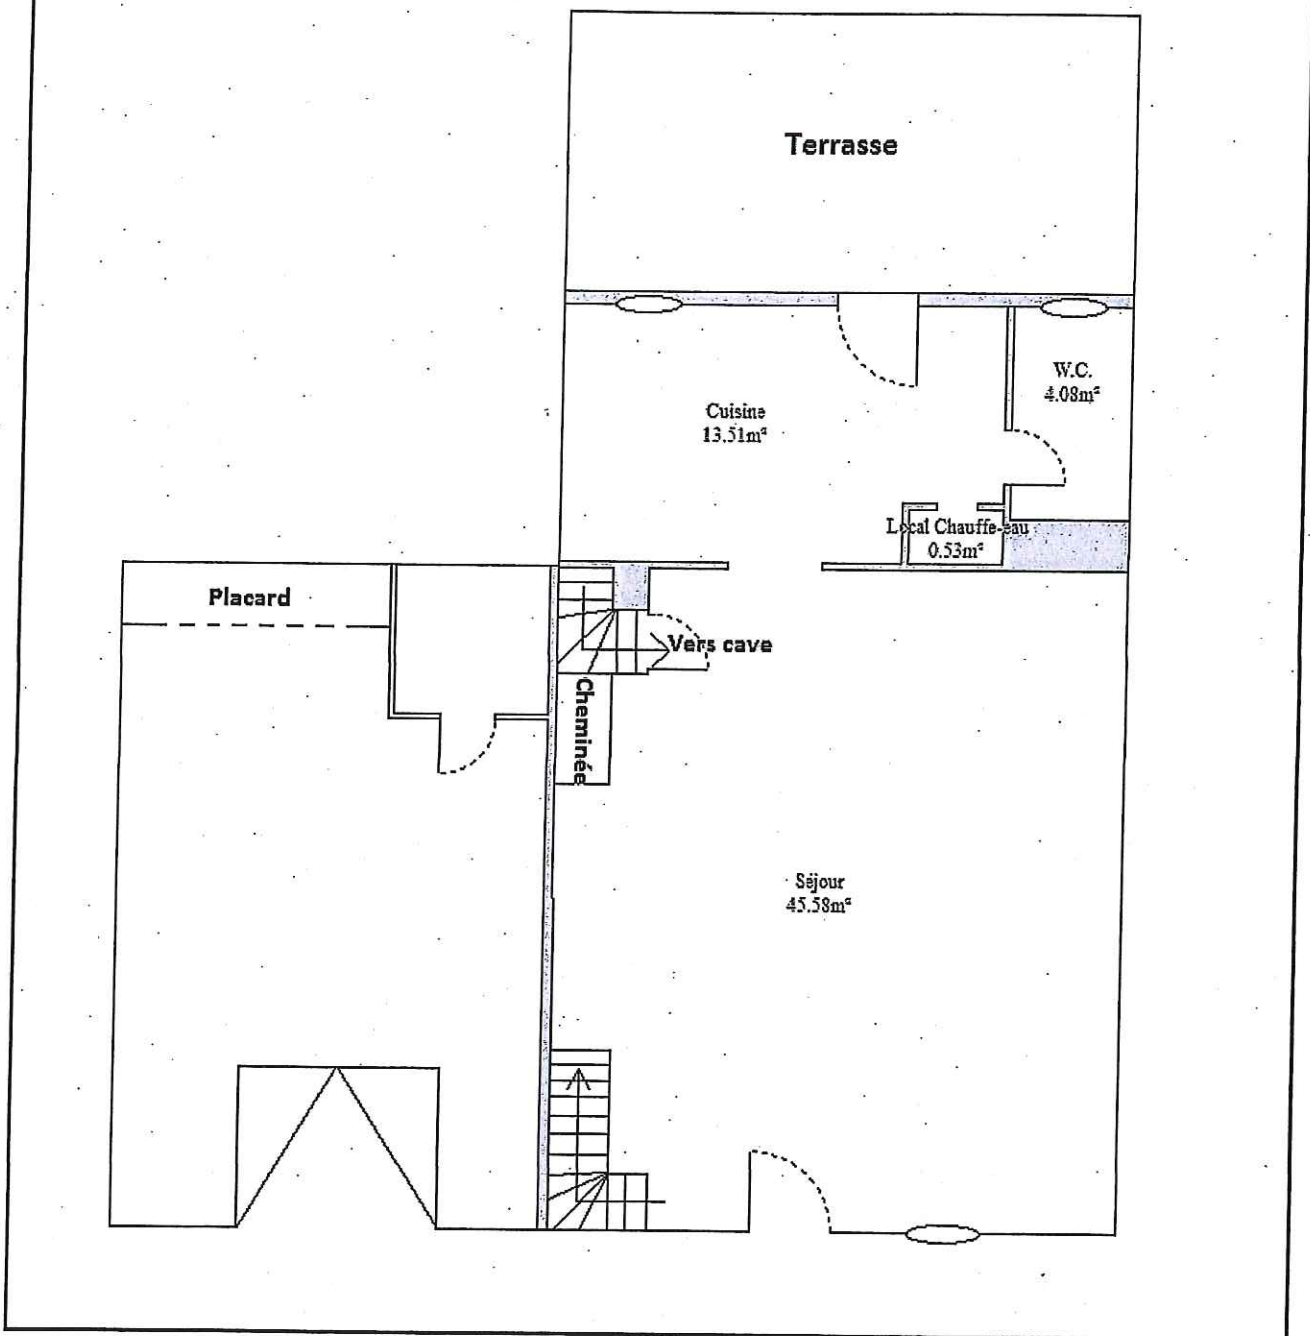 Terrasse
W.C.
4.08m²
Cuisine
13.51m²
Local Chauffe-eau
0.53m²
Placard
Vers cave
Cheminée
Séjour
45.58m²